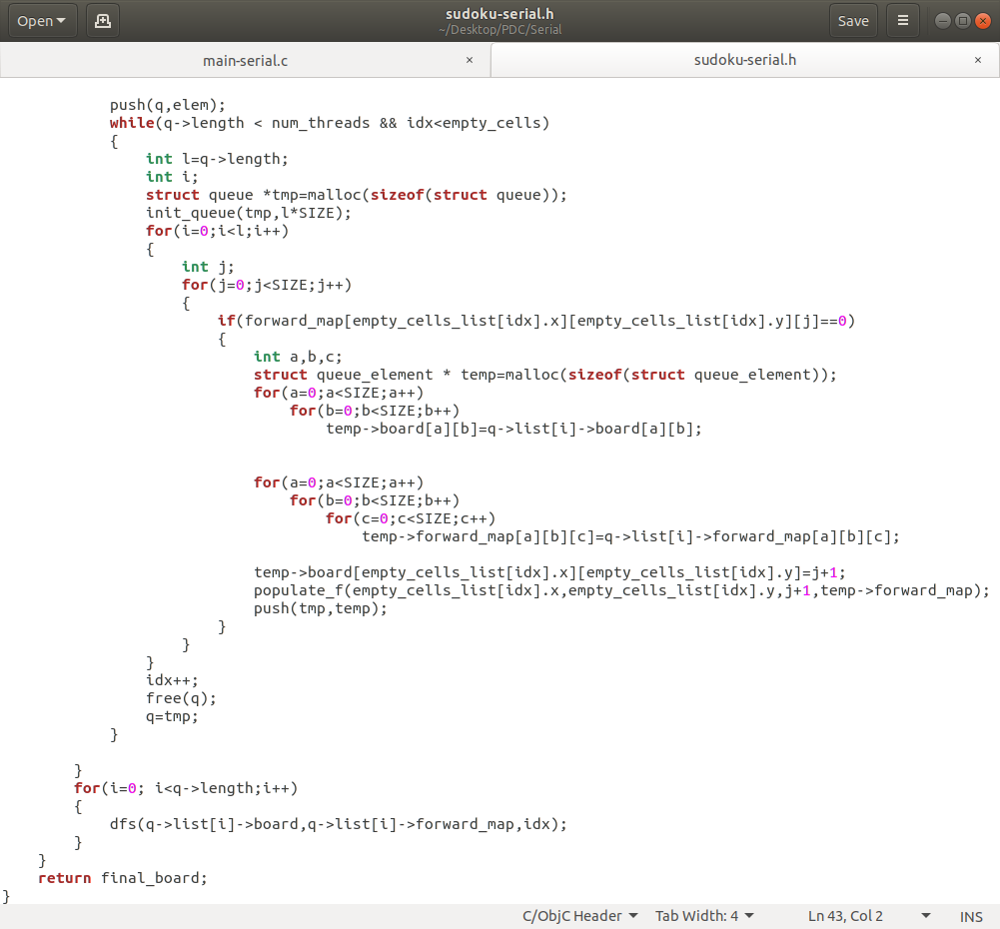 Open
sudoku-serial.h
~/Desktop/PDC/Serial
Save
main-serial.c ×
sudoku-serial.h ×
push(q,elem);
while(q->length < num_threads && idx<empty_cells)
{
int l=q->length;
int i;
struct queue *tmp=malloc(sizeof(struct queue));
init_queue(tmp,l*SIZE);
for(i=0;i<l;i++)
{
int j;
for(j=0;j<SIZE;j++)
{
if(forward_map[empty_cells_list[idx].x][empty_cells_list[idx].y][j]==0)
{
int a,b,c;
struct queue_element * temp=malloc(sizeof(struct queue_element));
for(a=0;a<SIZE;a++)
for(b=0;b<SIZE;b++)
temp->board[a][b]=q->list[i]->board[a][b];
for(a=0;a<SIZE;a++)
for(b=0;b<SIZE;b++)
for(c=0;c<SIZE;c++)
temp->forward_map[a][b][c]=q->list[i]->forward_map[a][b][c];
temp->board[empty_cells_list[idx].x][empty_cells_list[idx].y]=j+1;
populate_f(empty_cells_list[idx].x,empty_cells_list[idx].y,j+1,temp->forward_map);
push(tmp,temp);
}
}
}
idx++;
free(q);
q=tmp;
}
}
for(i=0; i<q->length;i++)
{
dfs(q->list[i]->board,q->list[i]->forward_map,idx);
}
}
return final_board;
}
C/ObjC Header Tab Width: 4 Ln 43, Col 2 INS